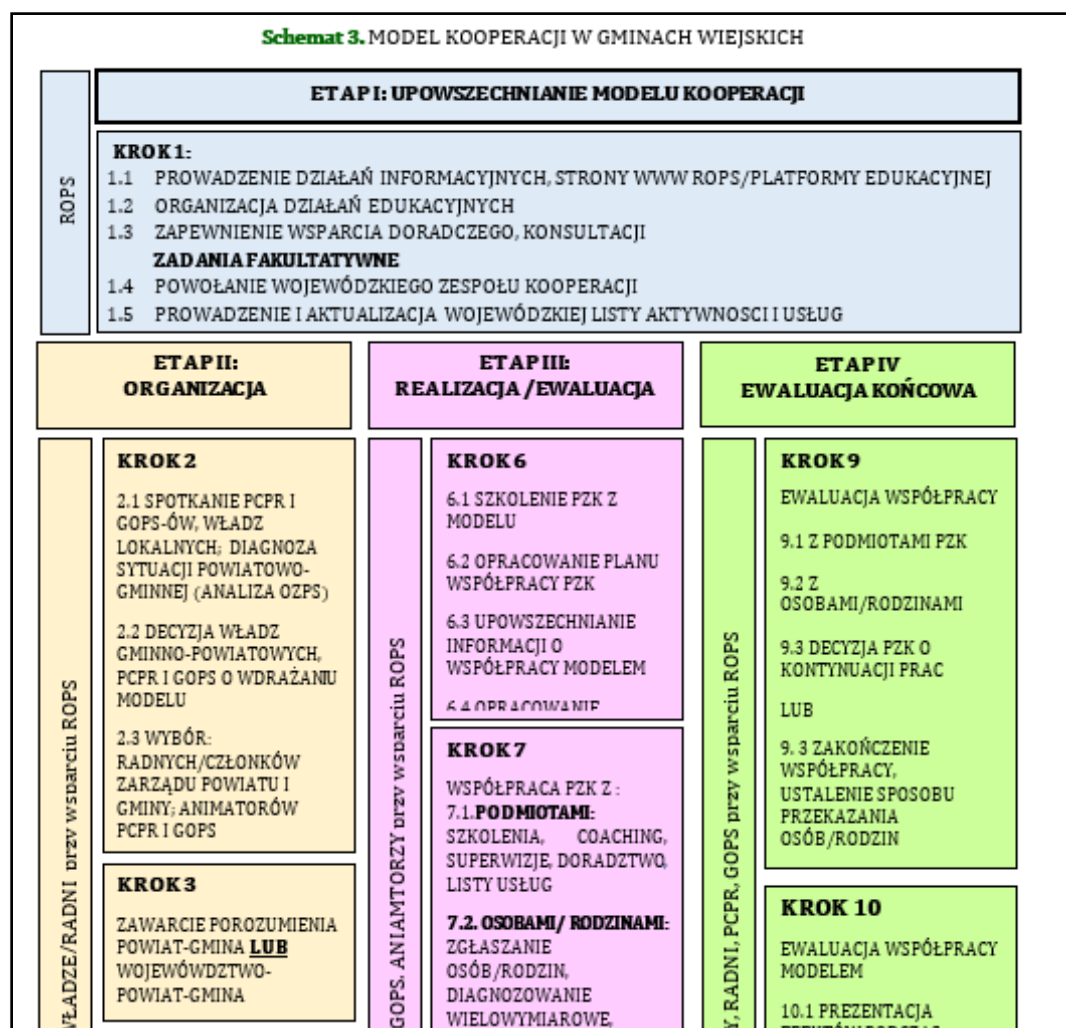 Schemat 3. MODEL KOOPERACJI W GMINACH WIEJSKICH
ROPS
ETAP I: UPOWSZECHNIANIE MODELU KOOPERACJI
KROK 1:
1.1 PROWADZENIE DZIAŁAŃ INFORMACYJNYCH, STRONY WWW ROPS/PLATFORMY EDUKACYJNEJ
1.2 ORGANIZACJA DZIAŁAŃ EDUKACYJNYCH
1.3 ZAPEWNIENIE WSPARCIA DORADCZEGO, KONSULTACJI
ZADANIA FAKULTATYWNE
1.4 POWOŁANIE WOJEWÓDZKIEGO ZESPOŁU KOOPERACJI
1.5 PROWADZENIE I AKTUALIZACJA WOJEWÓDZKIEJ LISTY AKTYWNOSCI I USŁUG
ETAP II:
ORGANIZACJA
WŁADZE/RADNI przy wsparciu ROPS
KROK 2
2.1 SPOTKANIE PCPR I
GOPS-ÓW, WŁADZ
LOKALNYCH; DIAGNOZA
SYTUACJI POWIATOWO-
GMINNEJ (ANALIZA OZPS)
2.2 DECYZJA WŁADZ
GMINNO-POWIATOWYCH,
PCPR I GOPS O WDRAŻANIU
MODELU
2.3 WYBÓR:
RADNYCH/CZŁONKÓW
ZARZĄDU POWIATU I
GMINY; ANIMATORÓW
PCPR I GOPS
KROK 3
ZAWARCIE POROZUMIENIA
POWIAT-GMINA LUB
WOJEWÓWDZTWO-
POWIAT-GMINA
ETAP III:
REALIZACJA /EWALUACJA
GOPS. ANIAMTORZY przy wsparciu ROPS
KROK 6
6.1 SZKOLENIE PZK Z
MODELU
6.2 OPRACOWANIE PLANU
WSPÓŁPRACY PZK
6.3 UPOWSZECHNIANIE
INFORMACJI O
WSPÓŁPRACY MODELEM
6.4 OPRACOWANIE
KROK 7
WSPÓŁPRACA PZK Z :
7.1.PODMIOTAMI:
SZKOLENIA, COACHING,
SUPERWIZJE, DORADZTWO,
LISTY USŁUG
7.2. OSOBAMI/ RODZINAMI:
ZGŁASZANIE
OSÓB/RODZIN,
DIAGNOZOWANIE
WIELOWYMIAROWE,
ETAP IV
EWALUACJA KOŃCOWA
RADNI, PCPR, GOPS przy wsparciu ROPS
KROK 9
EWALUACJA WSPÓŁPRACY
9.1 Z PODMIOTAMI PZK
9.2 Z
OSOBAMI/RODZINAMI
9.3 DECYZJA PZK O
KONTYNUACJI PRAC
LUB
9. 3 ZAKOŃCZENIE
WSPÓŁPRACY,
USTALENIE SPOSOBU
PRZEKAZANIA
OSÓB/RODZIN
KROK 10
EWALUACJA WSPÓŁPRACY
MODELEM
10.1 PREZENTACJA